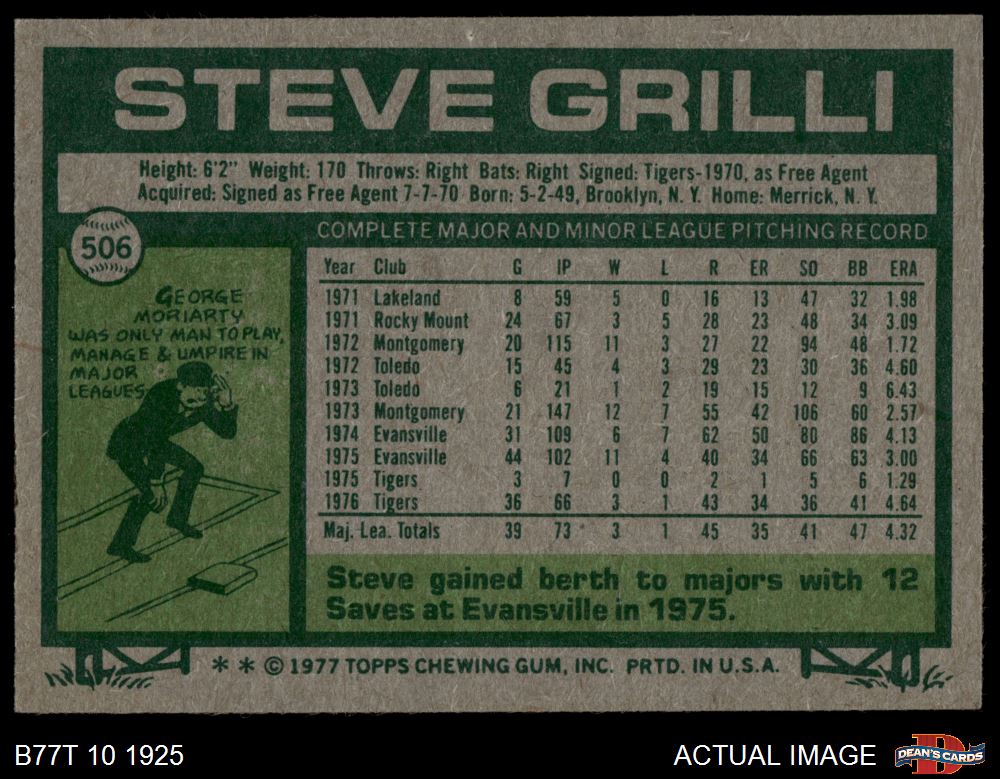 STEVE GRILLI
Height: 6'2" Weight: 170 Throws: Right Bats: Right Signed: Tigers-1970, as Free Agent
Acquired: Signed as Free Agent 7-7-70 Born: 5-2-49, Brooklyn, N. Y. Home: Merrick, N. Y.
506
GEORGE
MORIARTY
WAS ONLY MAN TO PLAY,
MANAGE & UMPIRE IN
MAJOR
LEAGUES
COMPLETE MAJOR AND MINOR LEAGUE PITCHING RECORD
Year Club G IP W L R ER SO BB ERA
1971 Lakeland 8 59 5 0 16 13 47 32 1.98
1971 Rocky Mount 24 67 3 5 28 23 48 34 3.09
1972 Montgomery 20 115 11 3 27 22 94 48 1.72
1972 Toledo 15 45 4 3 29 23 30 36 4.60
1973 Toledo 6 21 1 2 19 15 12 9 6.43
1973 Montgomery 21 147 12 7 55 42 106 60 2.57
1974 Evansville 31 109 6 7 62 50 80 86 4.13
1975 Evansville 44 102 11 4 40 34 66 63 3.00
1975 Tigers 3 7 0 0 2 1 5 6 1.29
1976 Tigers 36 66 3 1 43 34 36 41 4.64
Maj. Lea. Totals 39 73 3 1 45 35 41 47 4.32
Steve gained berth to majors with 12
Saves at Evansville in 1975.
* * © 1977 TOPPS CHEWING GUM, INC. PRTD. IN U.S.A.
B77T 10 1925
ACTUAL IMAGE
D
DEAN'S CARDS